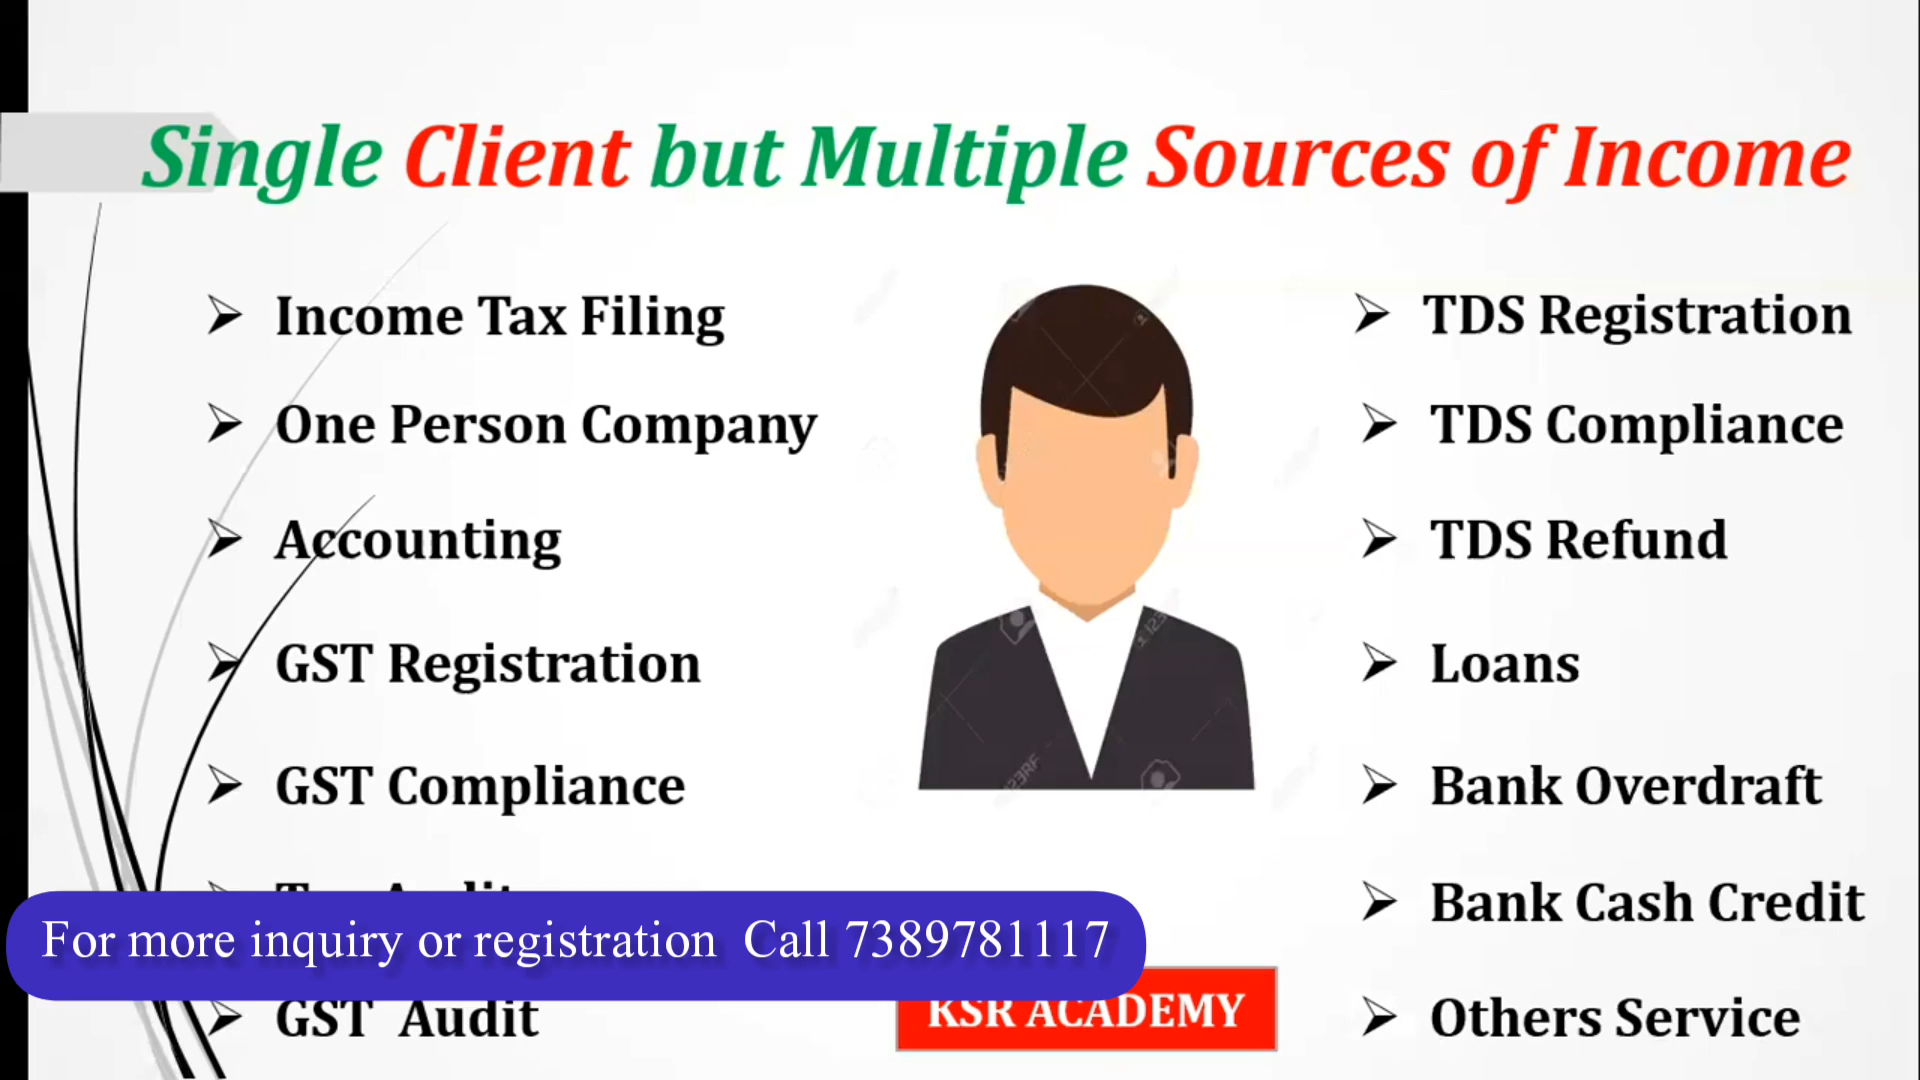 Single Client but Multiple Sources of Income
Income Tax Filing
One Person Company
Accounting
GST Registration
GST Compliance
GST Audit
TDS Registration
TDS Compliance
TDS Refund
Loans
Bank Overdraft
Bank Cash Credit
Others Service
For more inquiry or registration Call 7389781117
KSR ACADEMY